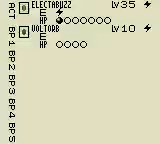 ACT ELECTABUZZ Lv35
E
HP
BP1 VOLTORB Lv10
E
HP
BP2
BP3
BP4
BP5